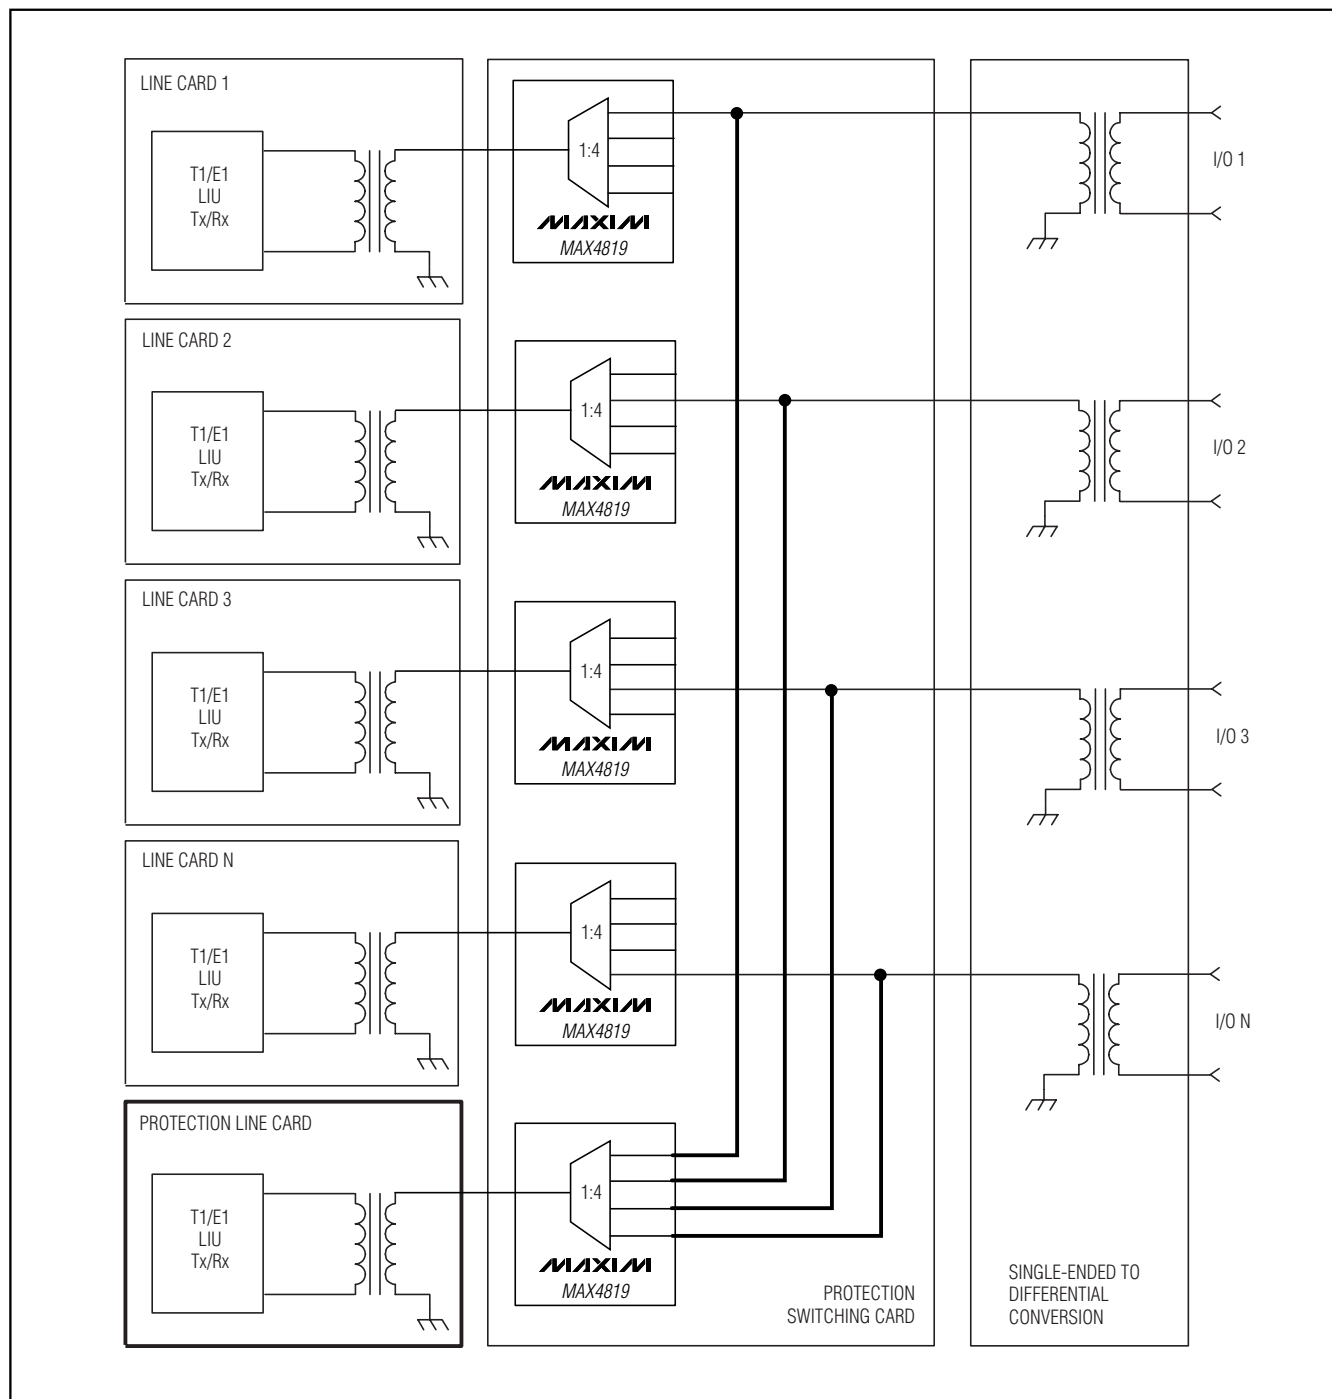 LINE CARD 1
T1/E1
LIU
Tx/Rx
1:4
MAXIM
MAX4819
I/O 1
LINE CARD 2
T1/E1
LIU
Tx/Rx
1:4
MAXIM
MAX4819
I/O 2
LINE CARD 3
T1/E1
LIU
Tx/Rx
1:4
MAXIM
MAX4819
I/O 3
LINE CARD N
T1/E1
LIU
Tx/Rx
1:4
MAXIM
MAX4819
I/O N
PROTECTION LINE CARD
T1/E1
LIU
Tx/Rx
1:4
MAXIM
MAX4819
PROTECTION
SWITCHING CARD
SINGLE-ENDED TO
DIFFERENTIAL
CONVERSION